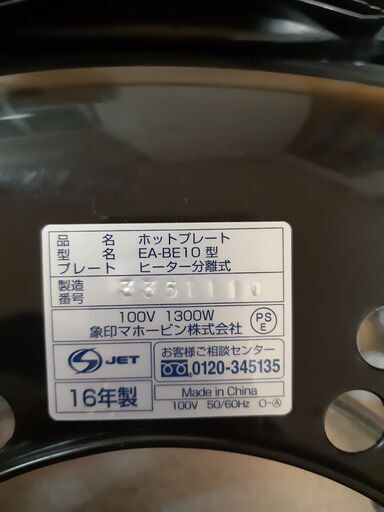 品名 ホットプレート
型名 EA-BE10 型
プレート ヒーター分離式
製造番号 3351110
100V 1300W
象印マホービン株式会社
PS E
S JET
お客様ご相談センター
0120-345135
16年製
Made in China
100V 50/60Hz O-Ⓐ